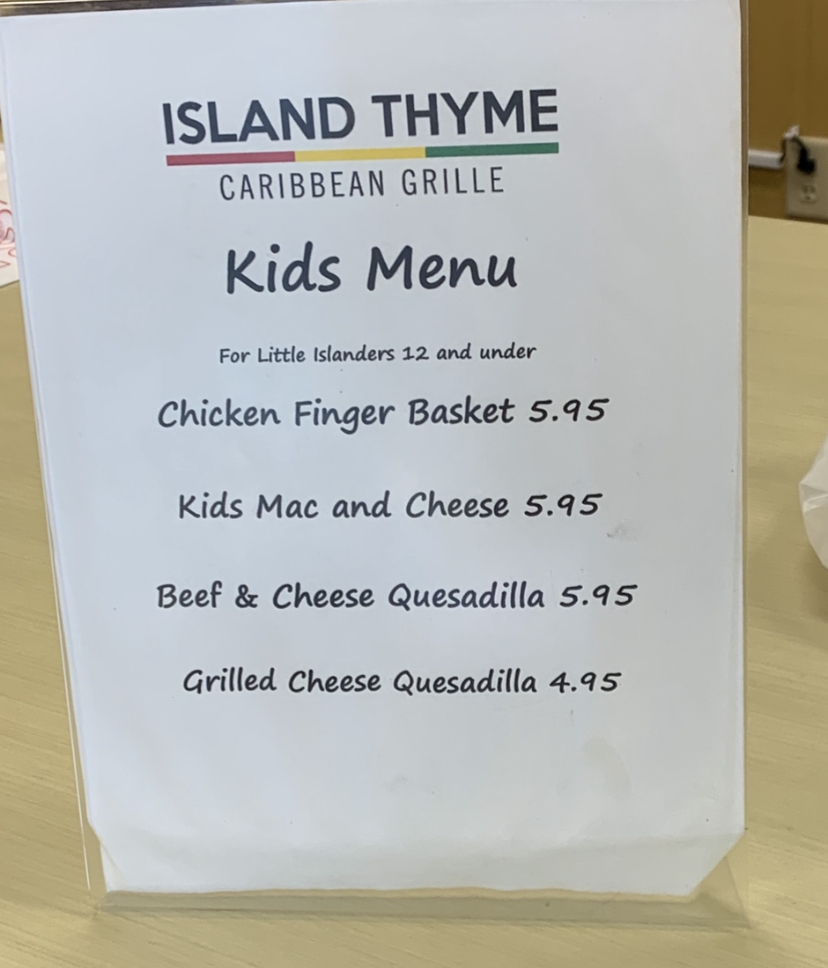 ISLAND THYME
CARIBBEAN GRILLE
Kids Menu
For Little Islanders 12 and under
Chicken Finger Basket 5.95
Kids Mac and Cheese 5.95
Beef & Cheese Quesadilla 5.95
Grilled Cheese Quesadilla 4.95